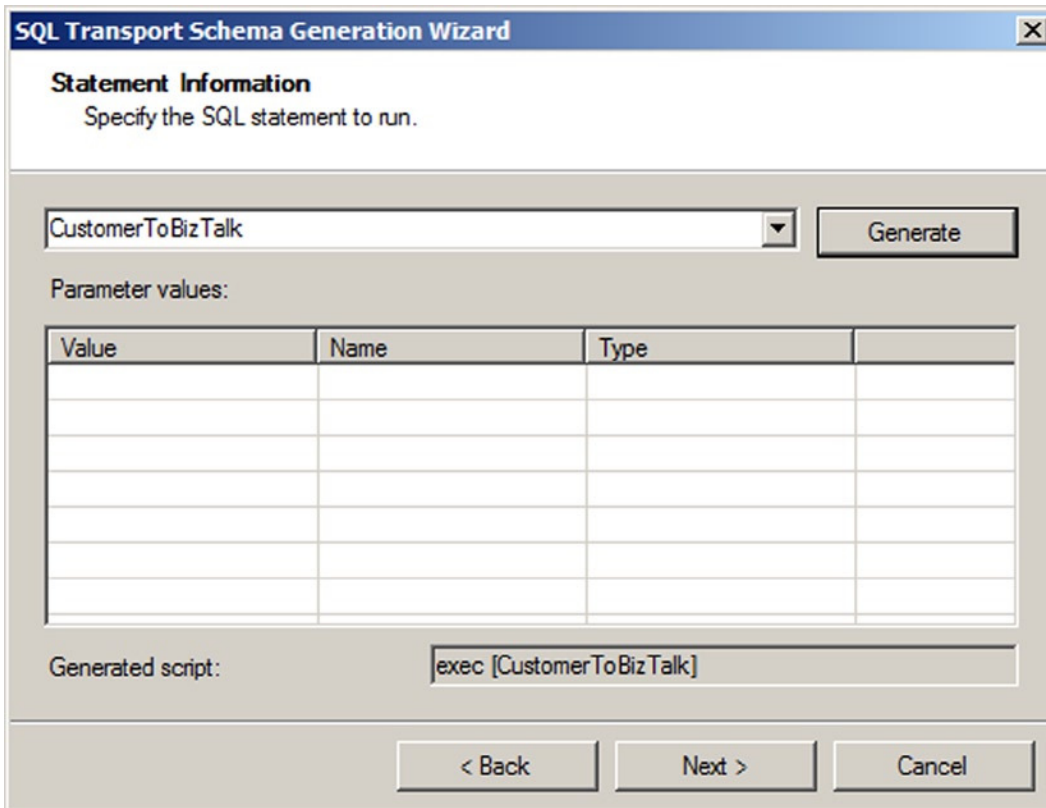 SQL Transport Schema Generation Wizard
Statement Information
Specify the SQL statement to run.
CustomerToBizTalk
Generate
Parameter values:
Value Name Type
Generated script: exec [CustomerToBizTalk]
< Back Next > Cancel